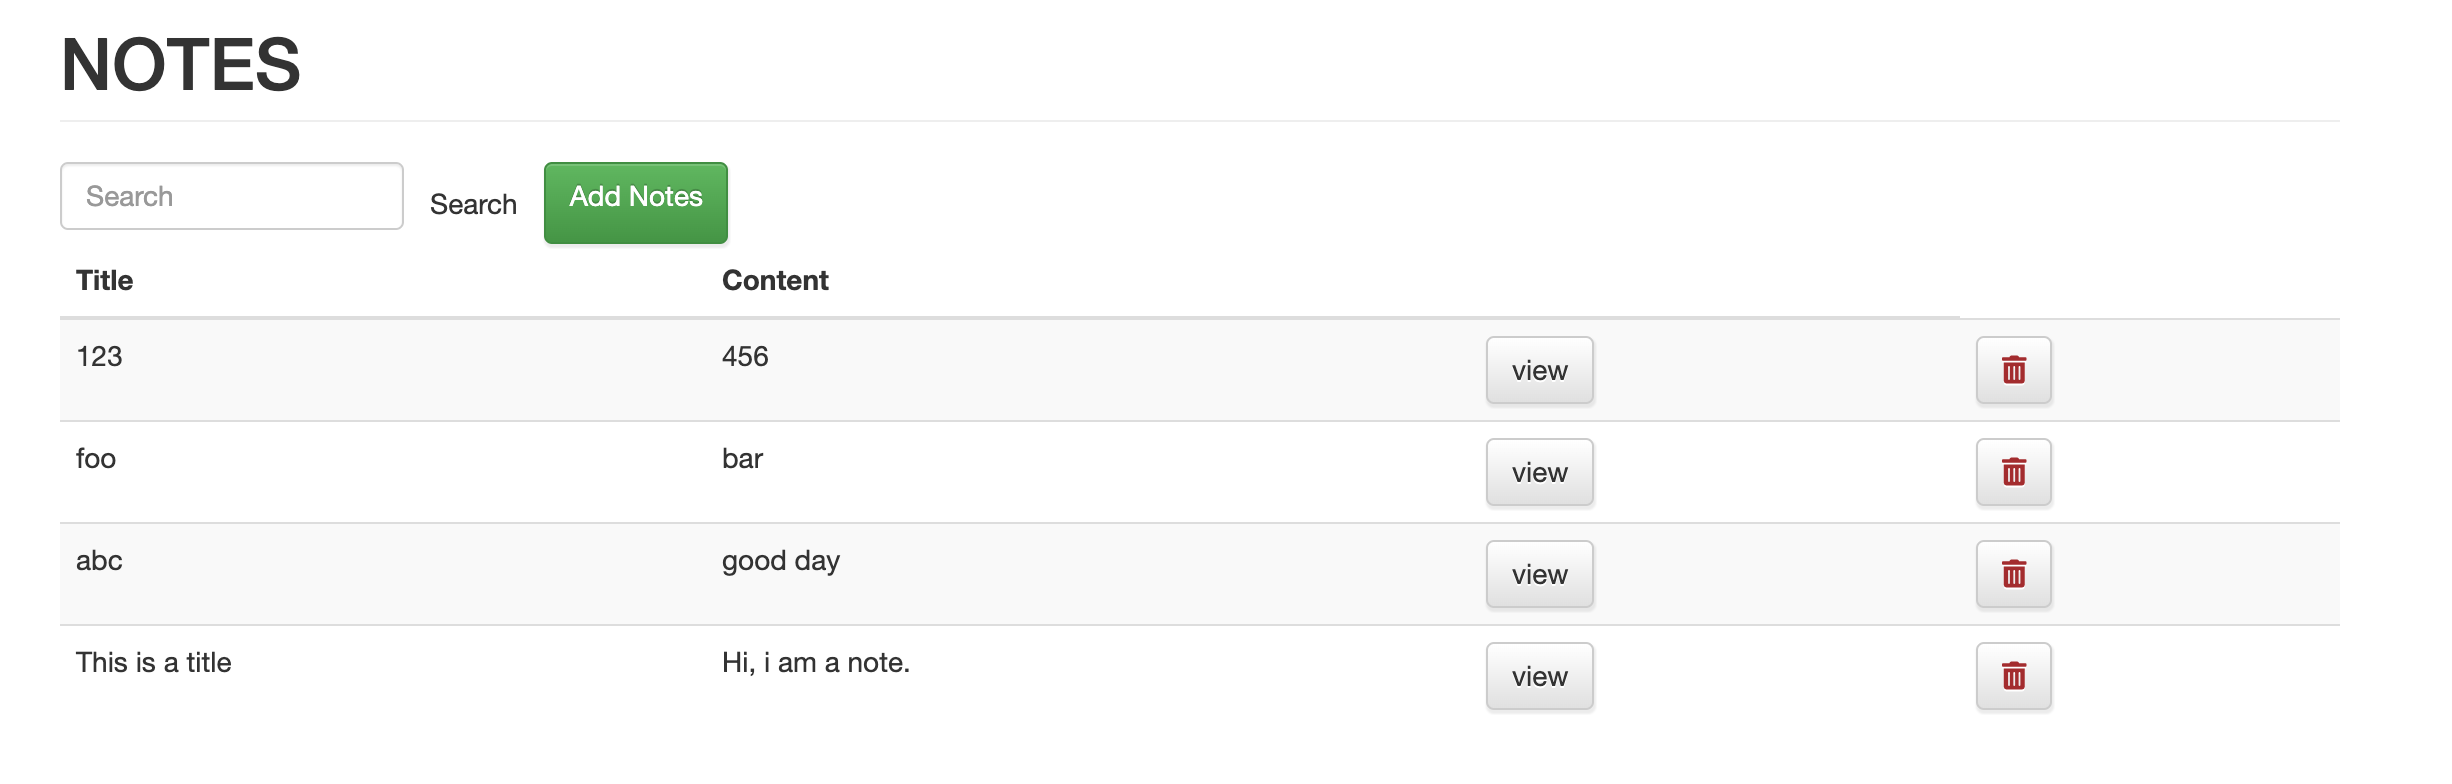 NOTES
Search Search Add Notes
Title Content
123 456 view
foo bar view
abc good day view
This is a title Hi, i am a note. view